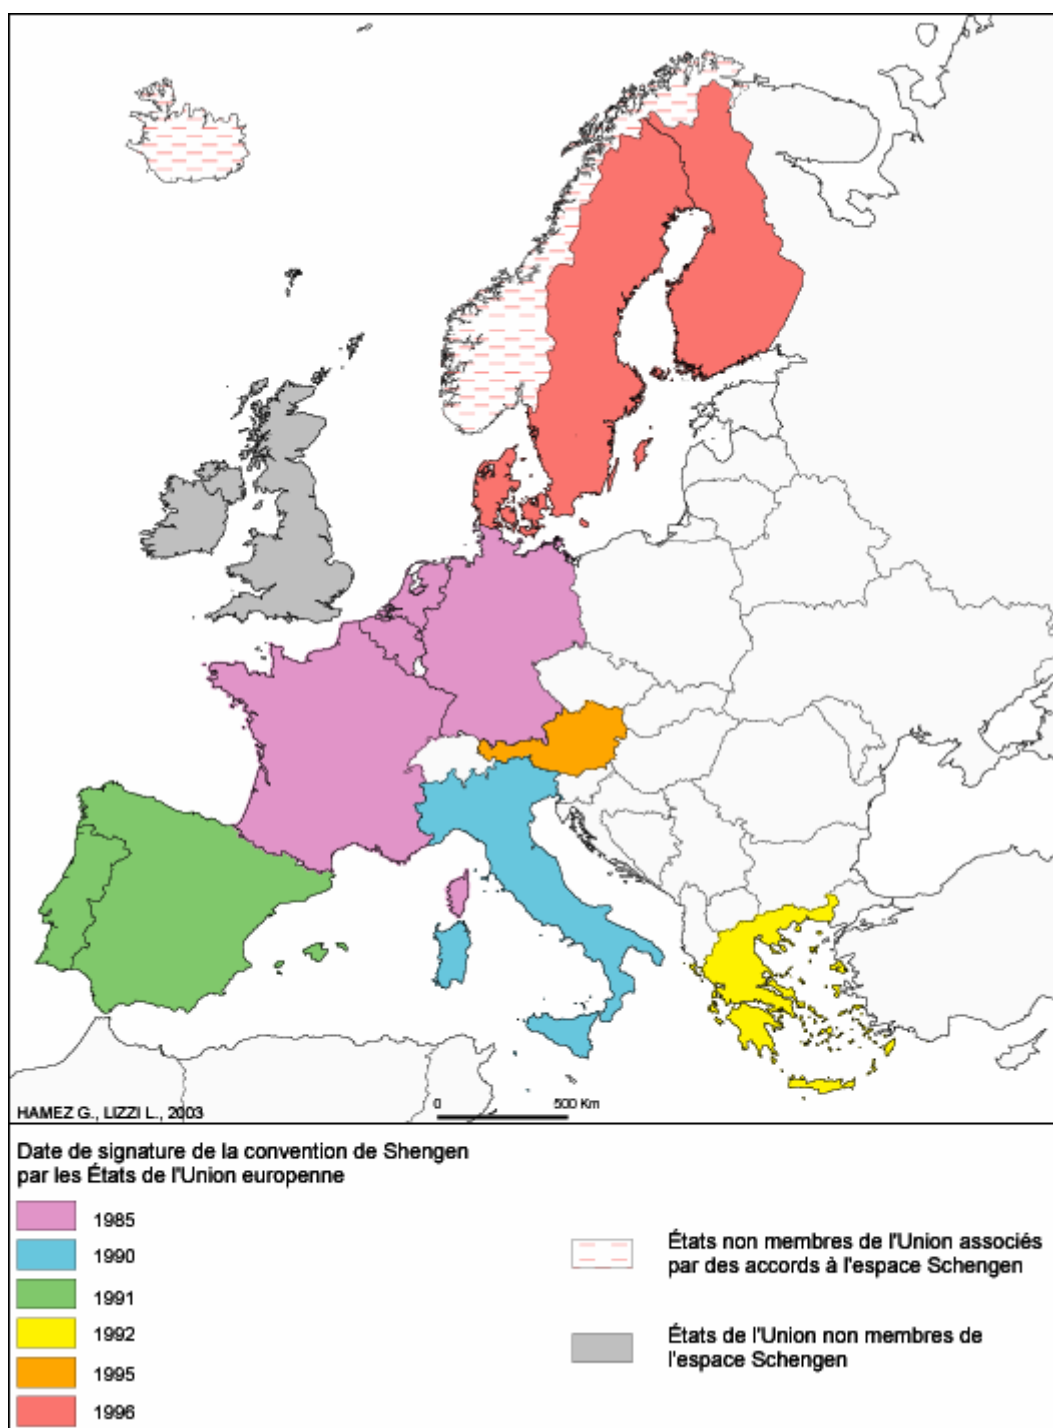 HAMEZ G., LIZZI L., 2003
0 500 Km
Date de signature de la convention de Shengen
par les États de l'Union europenne
1985
1990
1991
1992
1995
1996
États non membres de l'Union associés
par des accords à l'espace Schengen
États de l'Union non membres de
l'espace Schengen